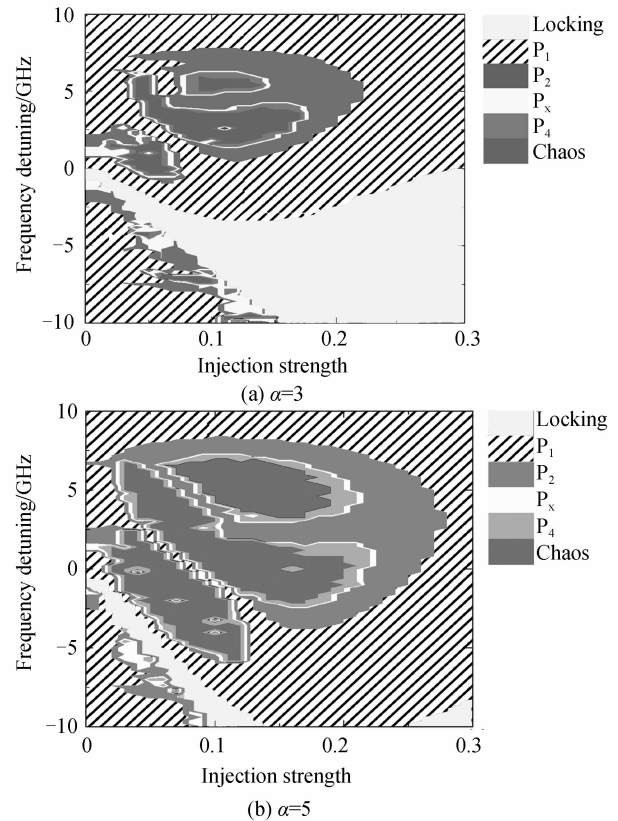 10
5
0
−5
−10
Frequency detuning/GHz
0
0.1
0.2
0.3
Injection strength
Locking
P1
P2
Px
P4
Chaos
(a) α=3
10
5
0
−5
−10
Frequency detuning/GHz
0
0.1
0.2
0.3
Injection strength
Locking
P1
P2
Px
P4
Chaos
(b) α=5